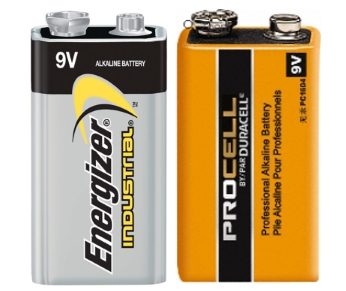 9V
ALKALINE BATTERY
Energizer
INDUSTRIAL
9V
PC1604
PROCELL
BY/PAR DURACELL
Professional Alkaline Battery
Pile Alcaline Pour Professionnels